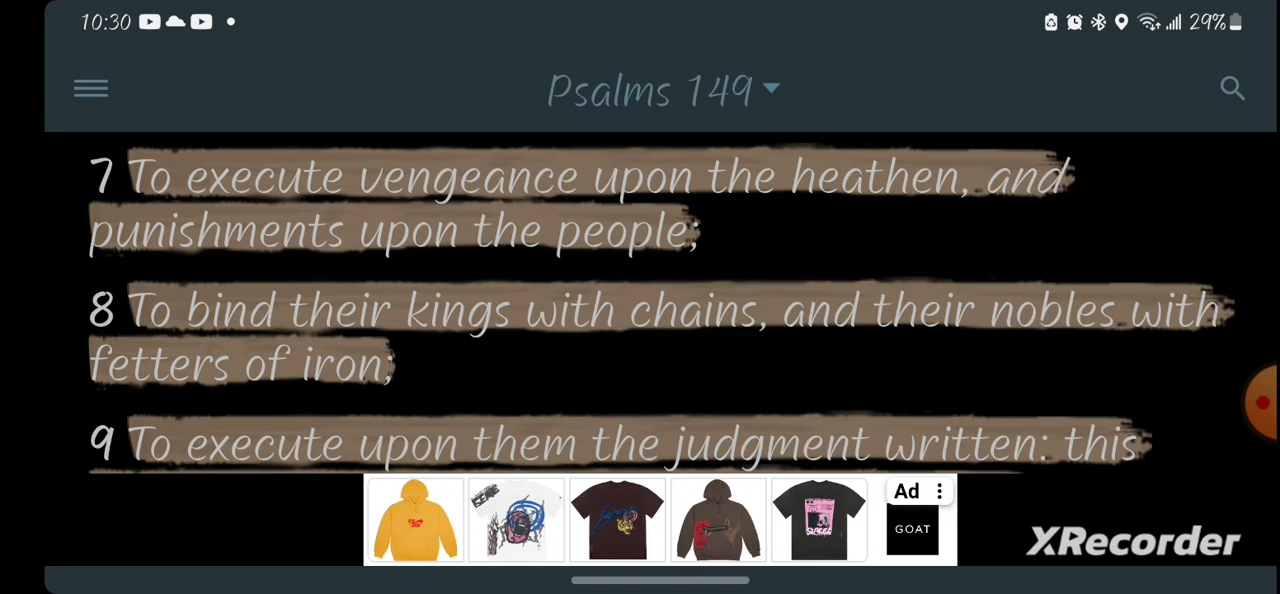 10:30 29%
Psalms 149
7 To execute vengeance upon the heathen, and
punishments upon the people;
8 To bind their kings with chains, and their nobles with
fetters of iron;
9 To execute upon them the judgment written: this
Ad
GOAT
XRecorder